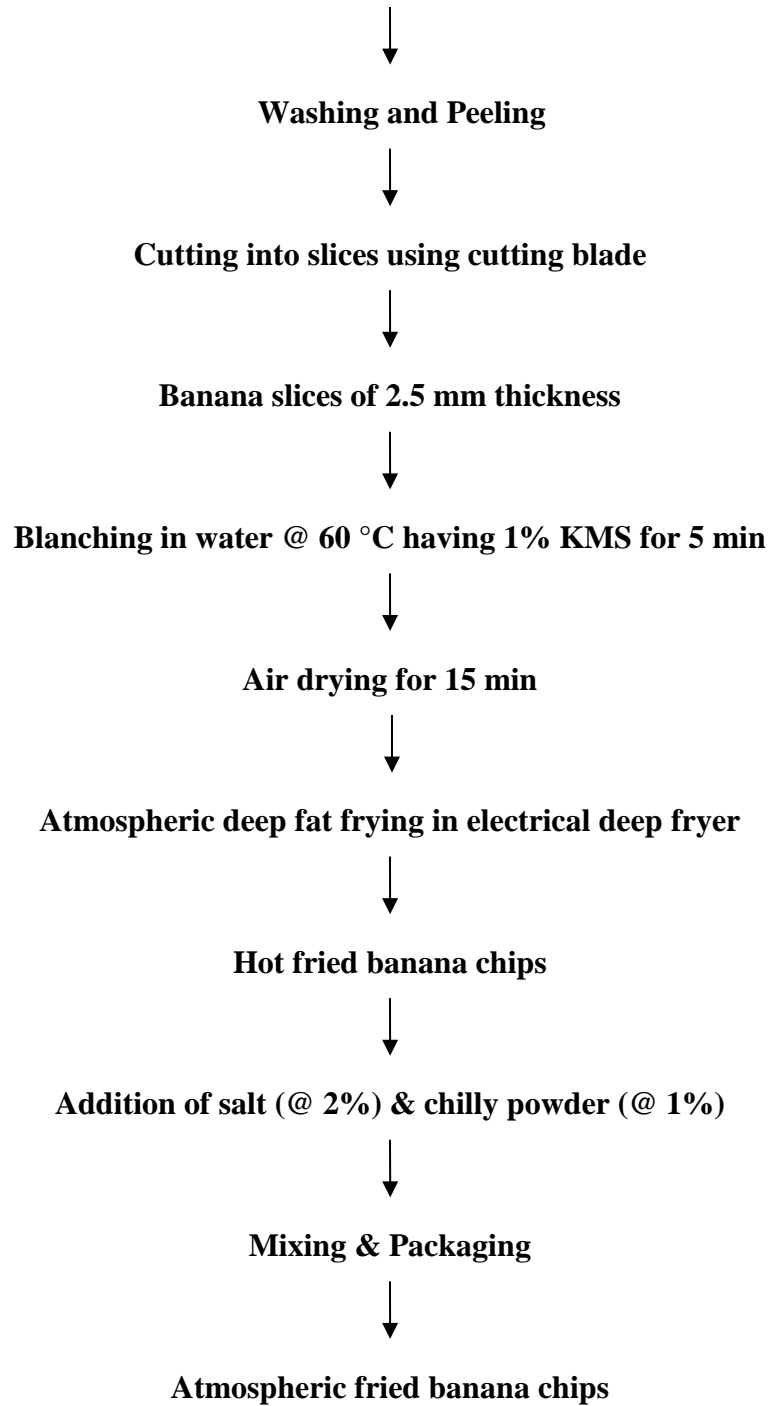 Washing and Peeling
Cutting into slices using cutting blade
Banana slices of 2.5 mm thickness
Blanching in water @ 60 °C having 1% KMS for 5 min
Air drying for 15 min
Atmospheric deep fat frying in electrical deep fryer
Hot fried banana chips
Addition of salt (@ 2%) & chilly powder (@ 1%)
Mixing & Packaging
Atmospheric fried banana chips